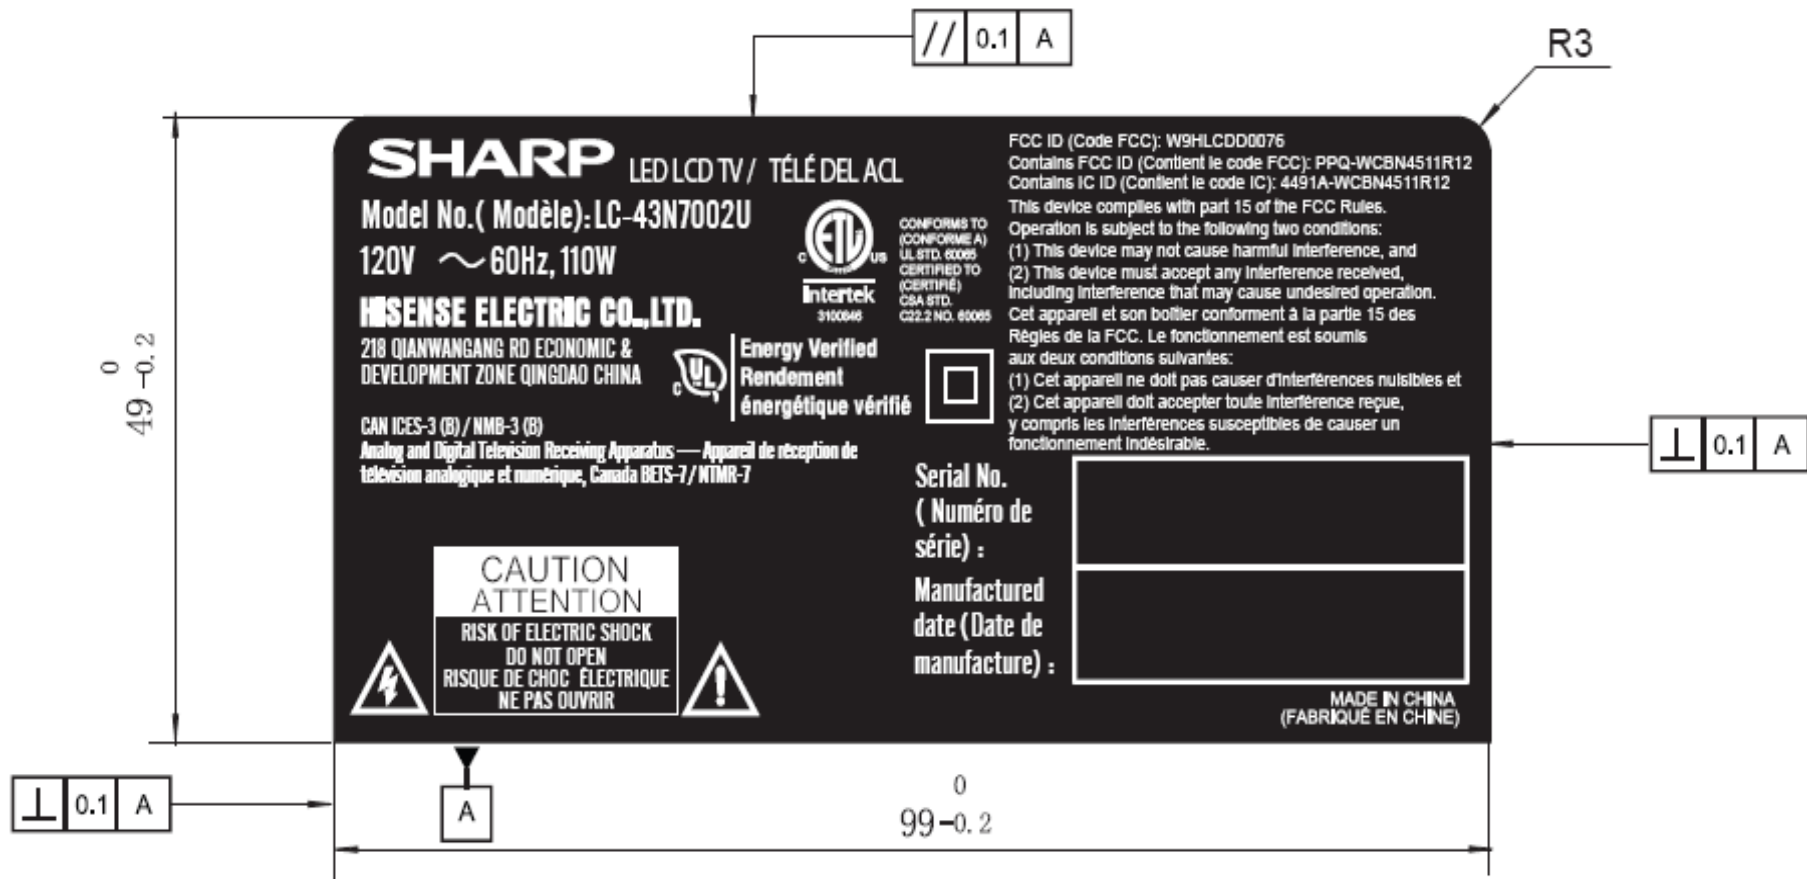 // 0.1 A
R3
SHARP LED LCD TV / TÉLÉ DEL ACL
Model No.( Modèle): LC-43N7002U
120V ～ 60Hz, 110W
HISENSE ELECTRIC CO.,LTD.
218 QIANWANGANG RD ECONOMIC &
DEVELOPMENT ZONE QINGDAO CHINA
CAN ICES-3 (B) / NMB-3 (B)
Analog and Digital Television Receiving Apparatus — Appareil de réception de
télévision analogique et numérique, Canada BETS-7 / NTMR-7
ETL
C US
Intertek
3100646
CONFORMS TO
(CONFORME A)
UL STD. 60065
CERTIFIED TO
(CERTIFIÉ)
CSA STD.
C22.2 NO. 60065
C UL
Energy Verified
Rendement
énergétique vérifié
FCC ID (Code FCC): W9HLCDD0076
Contains FCC ID (Contient le code FCC): PPQ-WCBN4511R12
Contains IC ID (Contient le code IC): 4491A-WCBN4511R12
This device complies with part 15 of the FCC Rules.
Operation is subject to the following two conditions:
(1) This device may not cause harmful interference, and
(2) This device must accept any interference received,
including interference that may cause undesired operation.
Cet appareil et son boîtier conforment à la partie 15 des
Règles de la FCC. Le fonctionnement est soumis
aux deux conditions suivantes:
(1) Cet appareil ne doit pas causer d'interférences nuisibles et
(2) Cet appareil doit accepter toute interférence reçue,
y compris les interférences susceptibles de causer un
fonctionnement indésirable.
Serial No.
( Numéro de
série) :
Manufactured
date (Date de
manufacture) :
CAUTION
ATTENTION
RISK OF ELECTRIC SHOCK
DO NOT OPEN
RISQUE DE CHOC ÉLECTRIQUE
NE PAS OUVRIR
MADE IN CHINA
(FABRIQUÉ EN CHINE)
0
49 -0.2
⊥ 0.1 A
⊥ 0.1 A
A
0
99-0.2